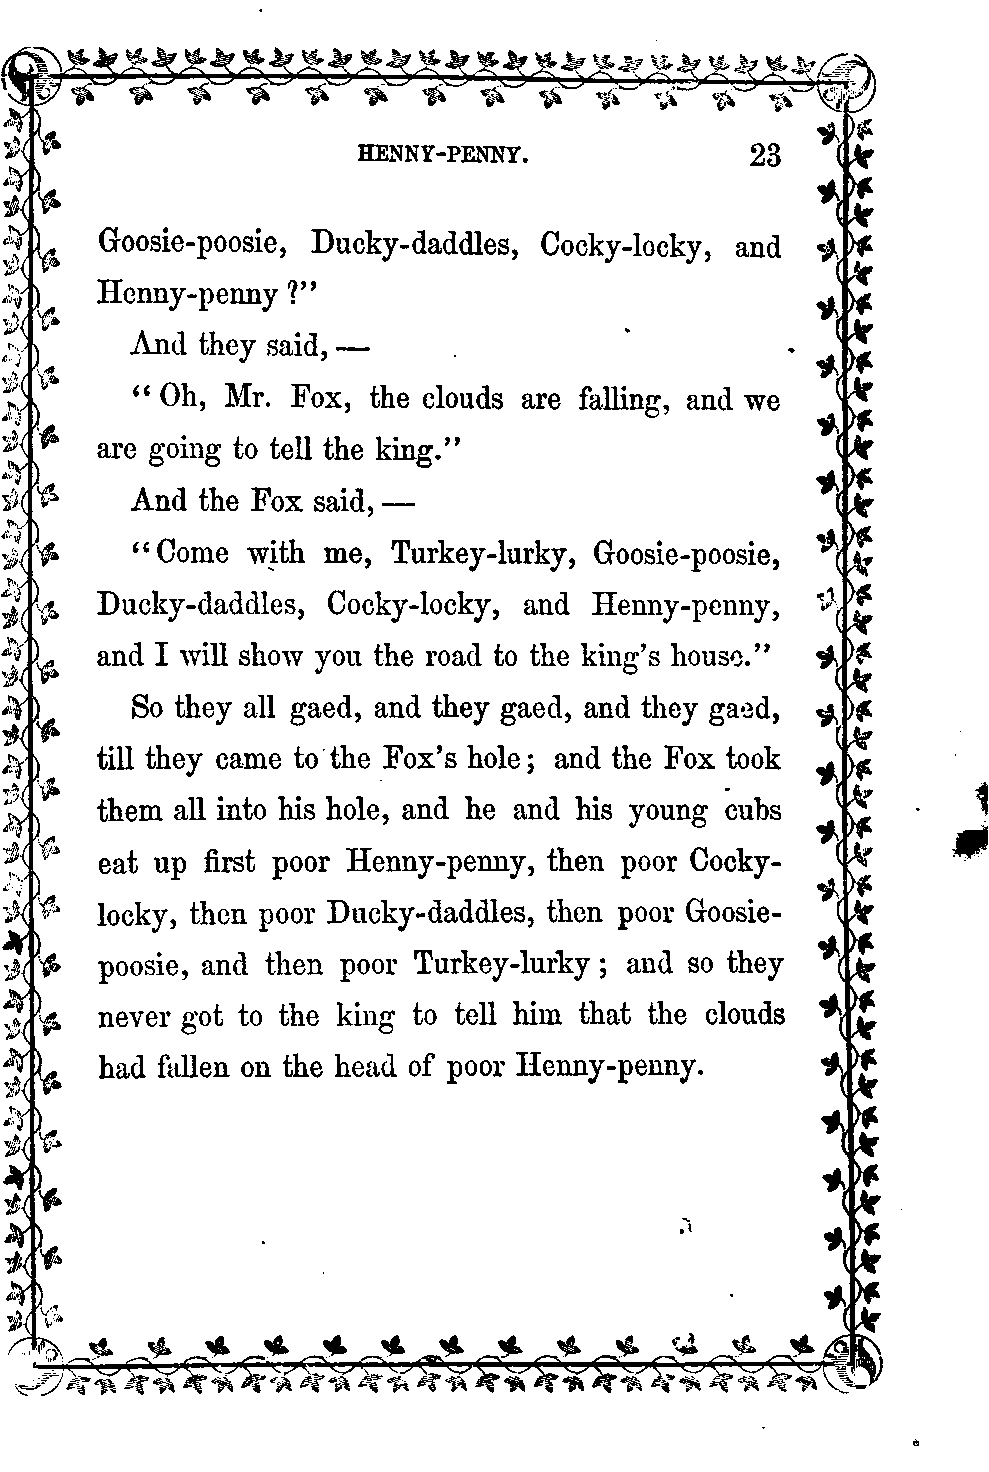 HENNY-PENNY. 23
Goosie-poosie, Ducky-daddles, Cocky-locky, and
Henny-penny?"
And they said,—
"Oh, Mr. Fox, the clouds are falling, and we
are going to tell the king."
And the Fox said,—
"Come with me, Turkey-lurky, Goosie-poosie,
Ducky-daddles, Cocky-locky, and Henny-penny,
and I will show you the road to the king's house."
So they all gaed, and they gaed, and they gaed,
till they came to the Fox's hole; and the Fox took
them all into his hole, and he and his young cubs
eat up first poor Henny-penny, then poor Cocky-
locky, then poor Ducky-daddles, then poor Goosie-
poosie, and then poor Turkey-lurky; and so they
never got to the king to tell him that the clouds
had fallen on the head of poor Henny-penny.